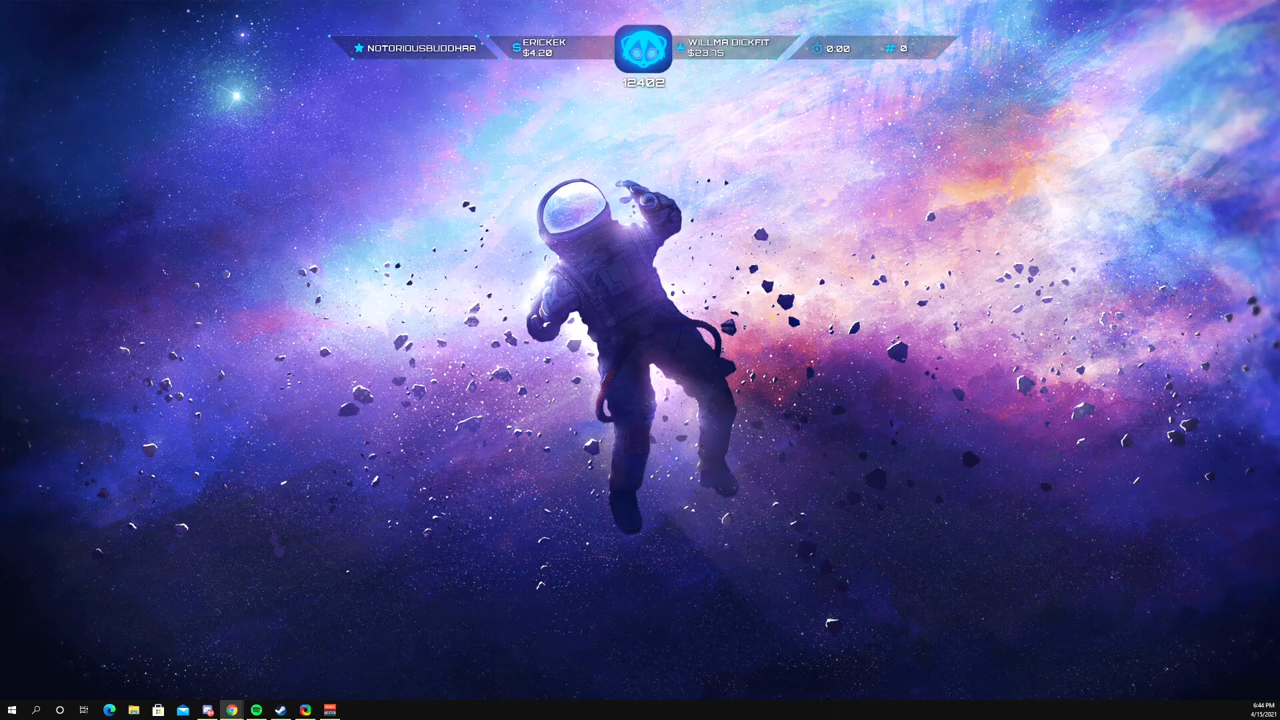 NOTORIOUSBUDDHAA
ERICKEK
$4.20
12402
WILLMA DICKFIT
$23.75
0:00
# 0
6:44 PM
4/15/2021